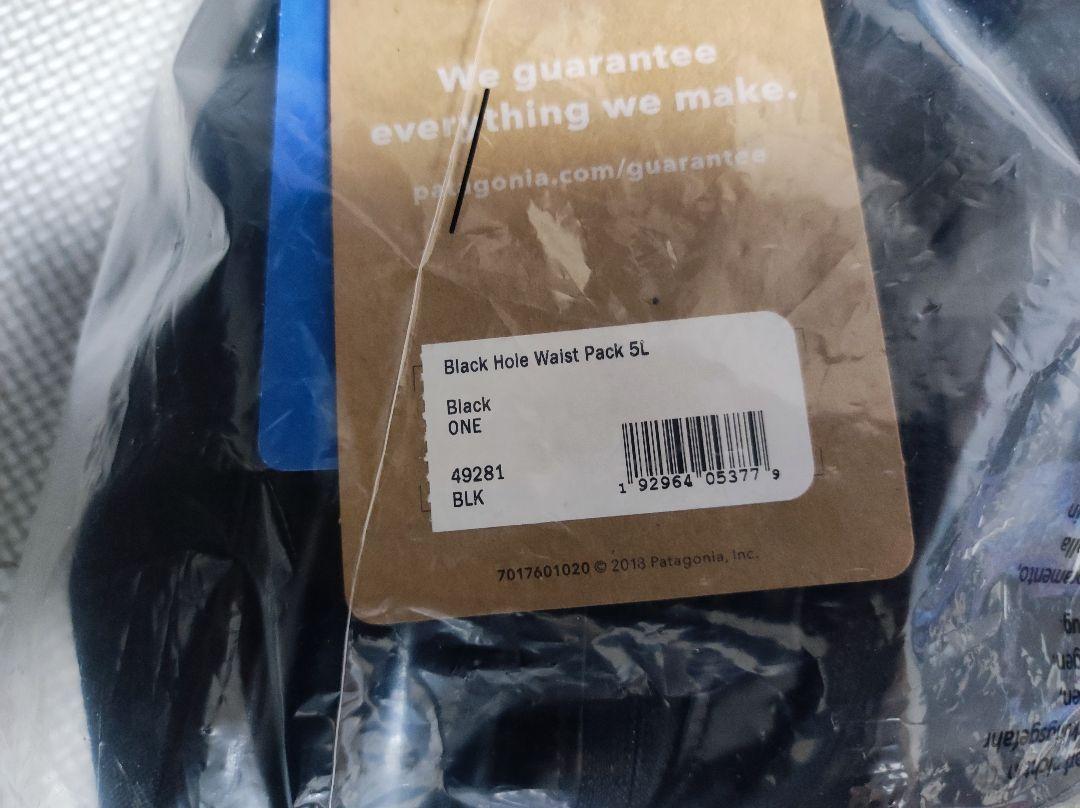 We guarantee
everything we make.
patagonia.com/guarantee
Black Hole Waist Pack 5L
Black
ONE
49281
BLK
1 92964 05377 9
7017601020 © 2018 Patagonia, Inc.